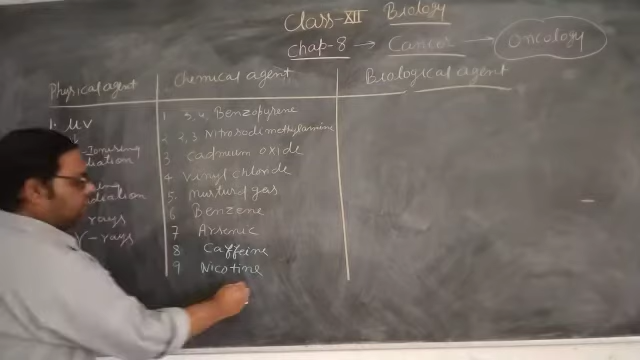 Class-XII Biology
Chap-8 → Cancer → Oncology
Physical agent
Chemical agent
Biological agent
1. UV
Ionising
rays
γ-rays
1. 3,4, Benzopyrene
2. 2,3 Nitrosodimethylamine
3 Cadmium oxide
4 Vinyl chloride
5. Musturd gas
6 Benzene
7 Arsenic
8 Caffeine
9 Nicotine